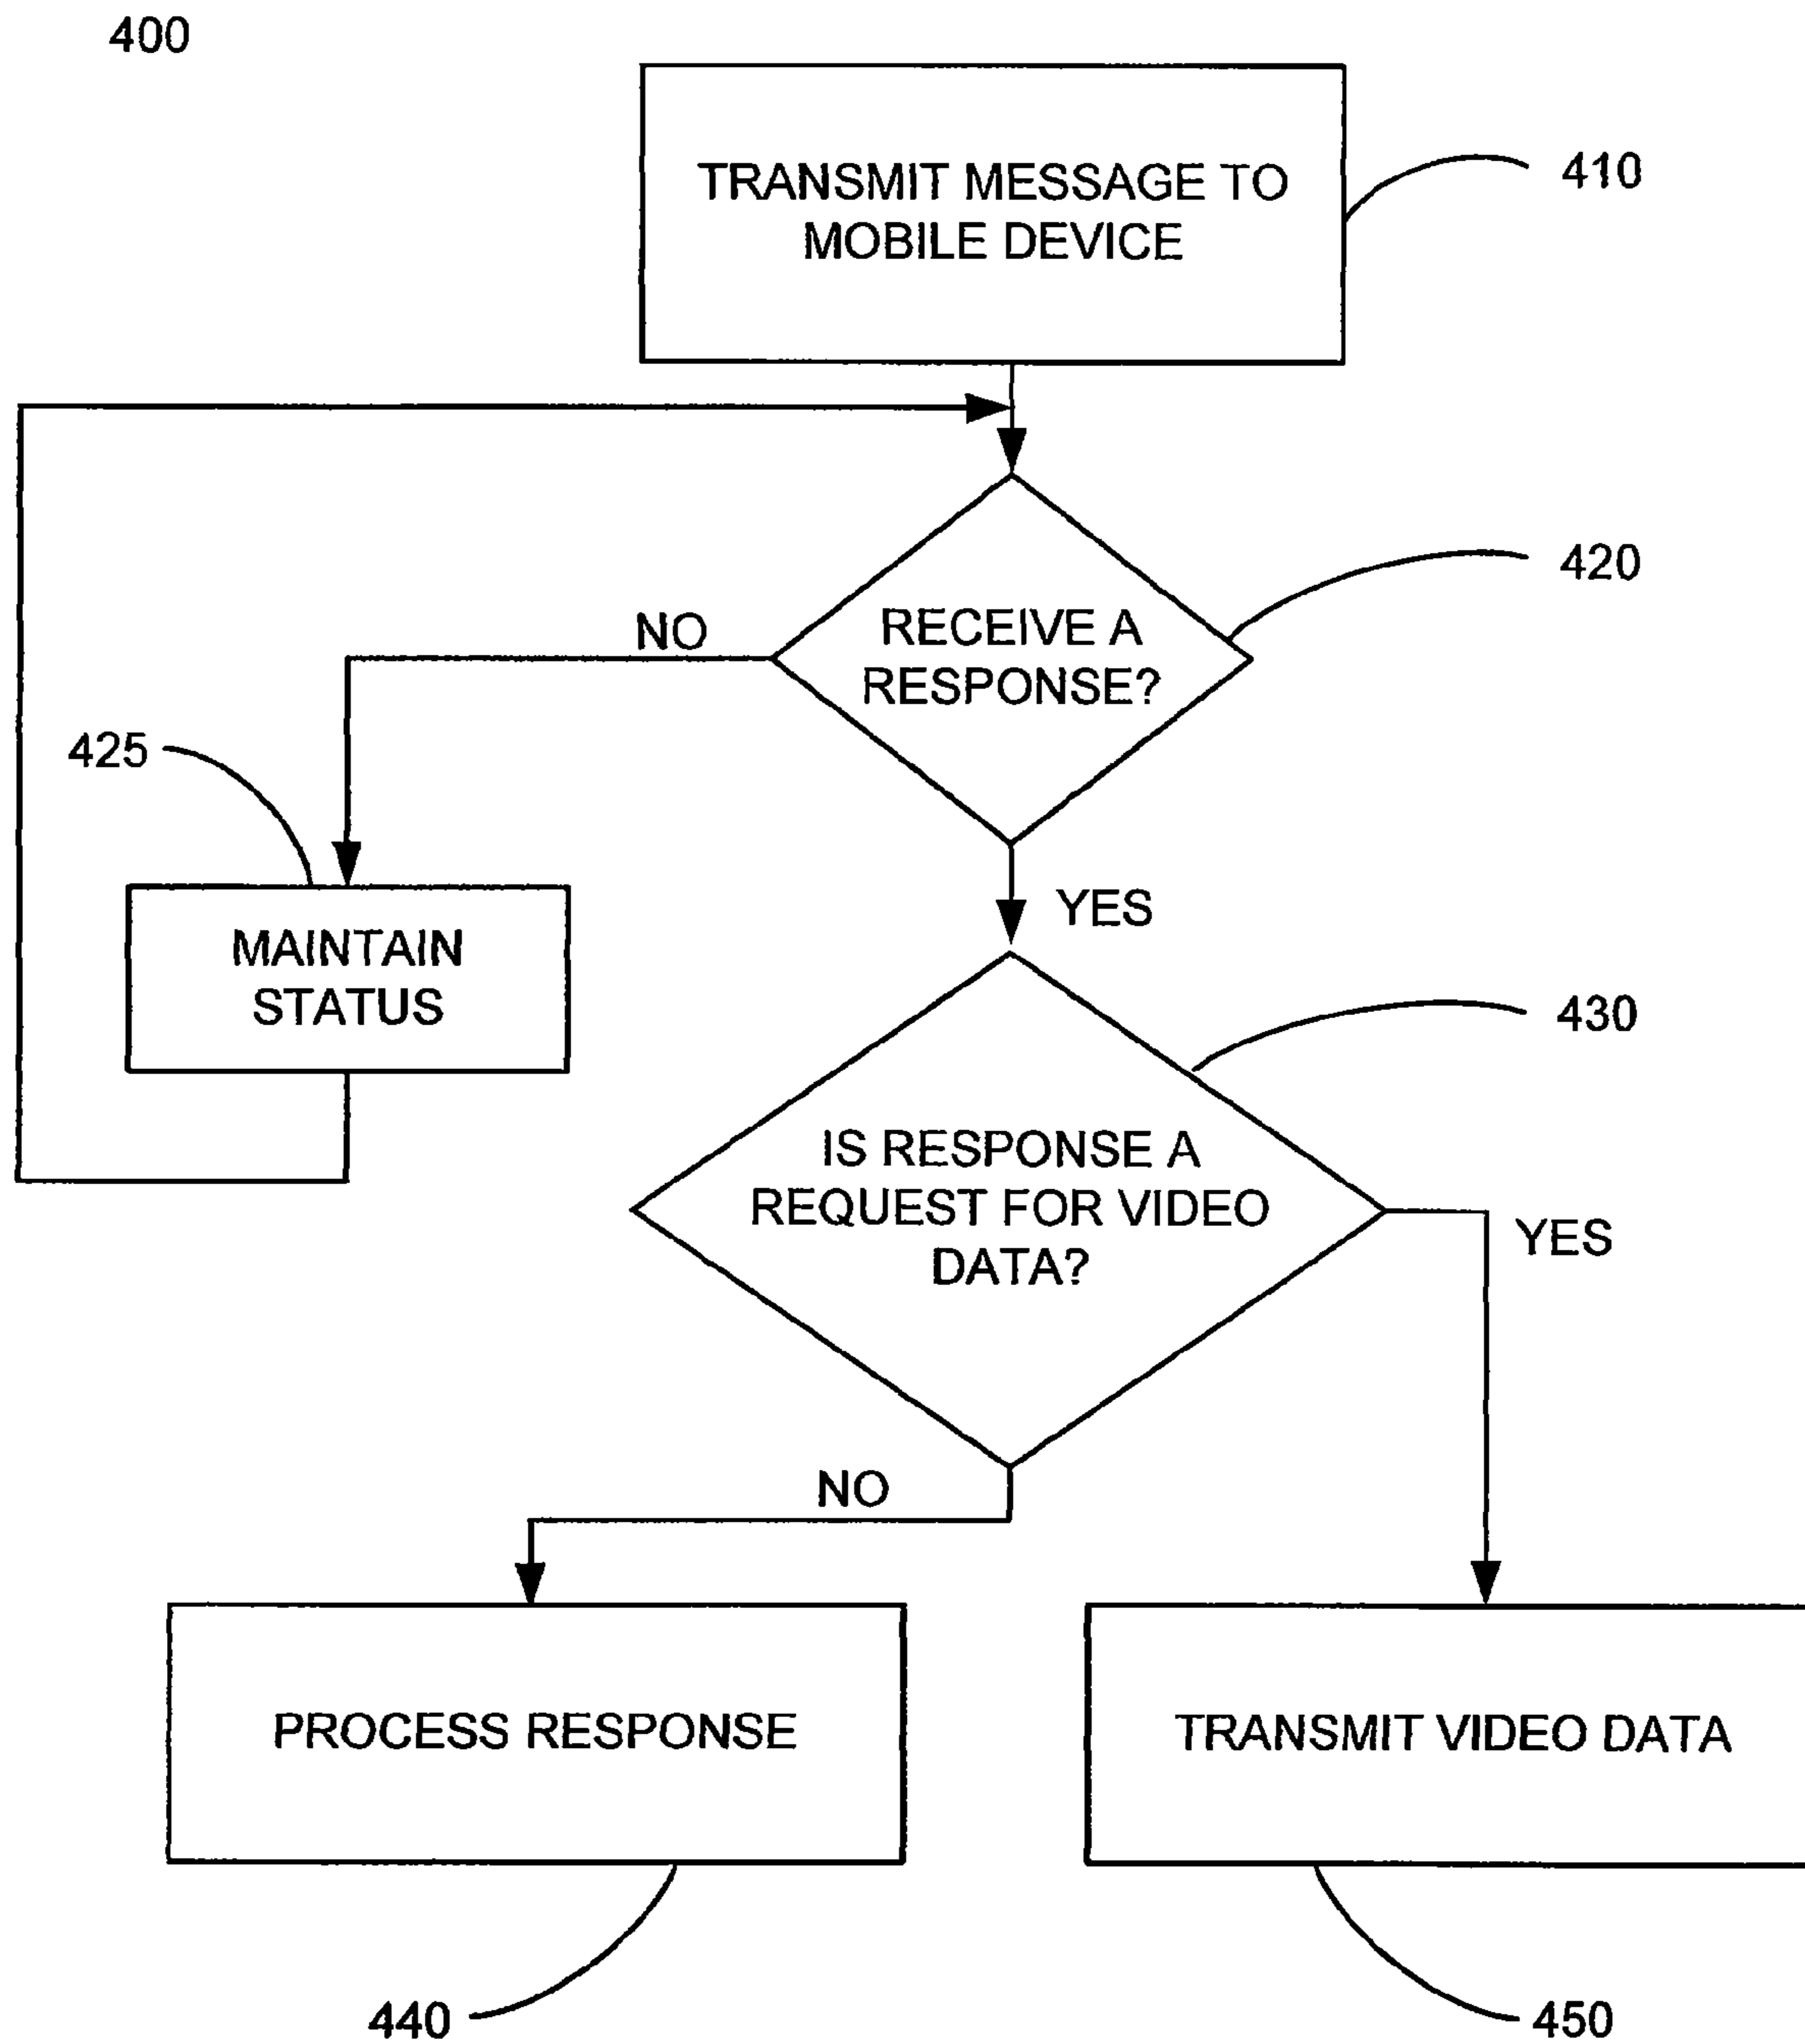 400
TRANSMIT MESSAGE TO
MOBILE DEVICE
410
RECEIVE A
RESPONSE?
420
NO
425
MAINTAIN
STATUS
YES
430
IS RESPONSE A
REQUEST FOR VIDEO
DATA?
YES
NO
PROCESS RESPONSE
TRANSMIT VIDEO DATA
440
450